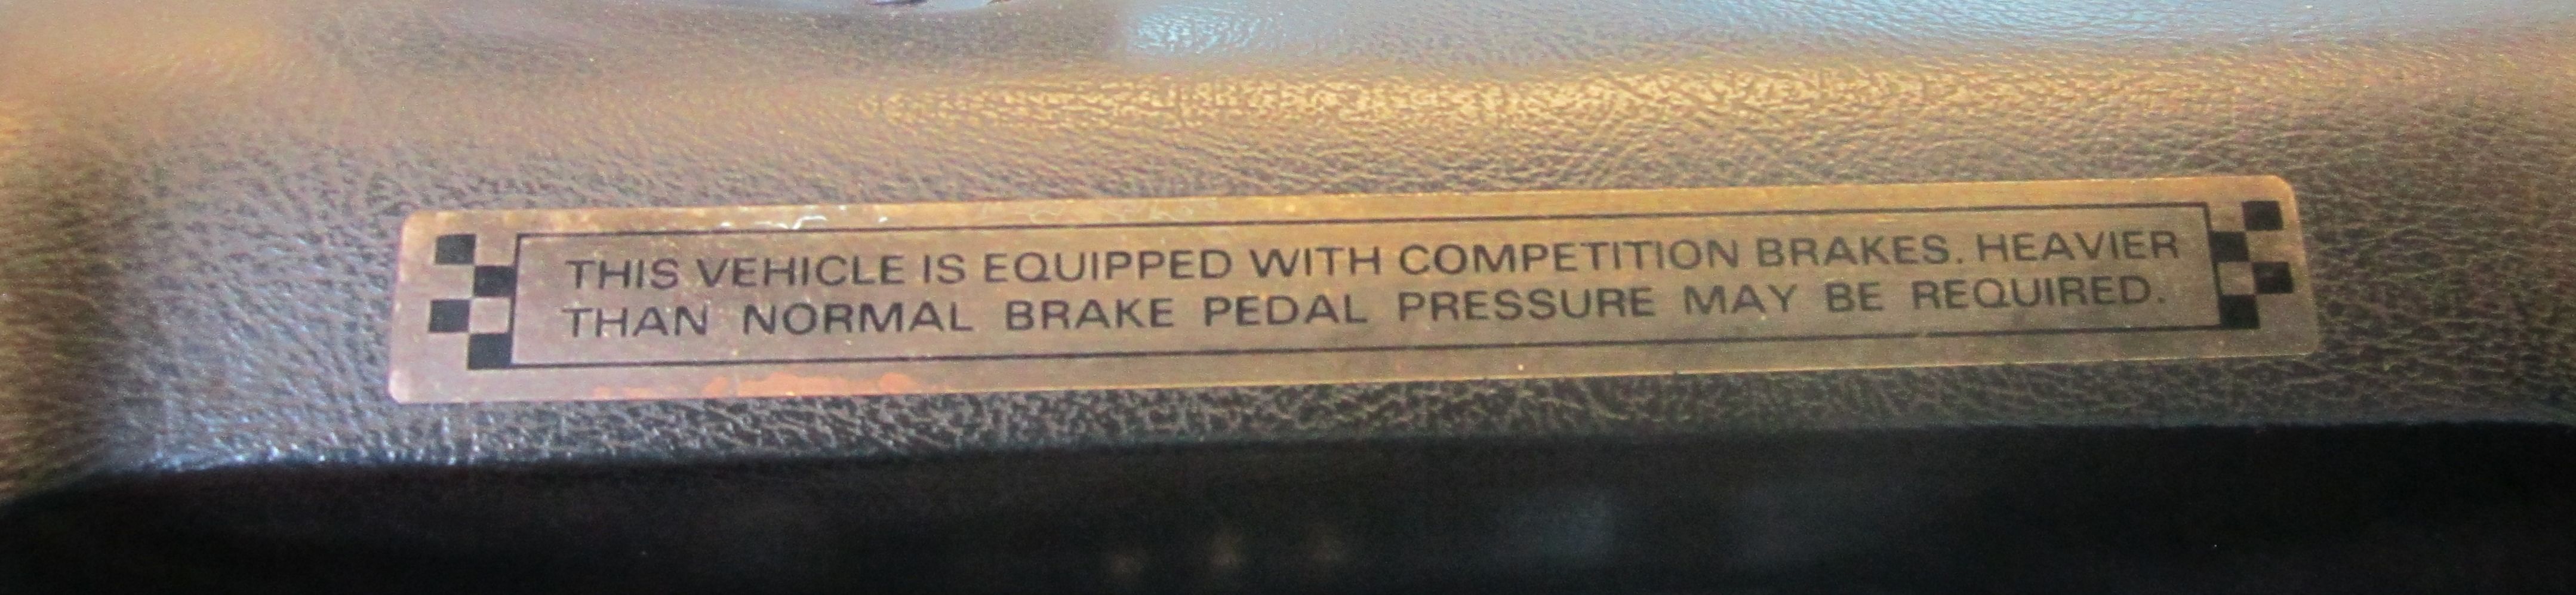 THIS VEHICLE IS EQUIPPED WITH COMPETITION BRAKES. HEAVIER
THAN NORMAL BRAKE PEDAL PRESSURE MAY BE REQUIRED.